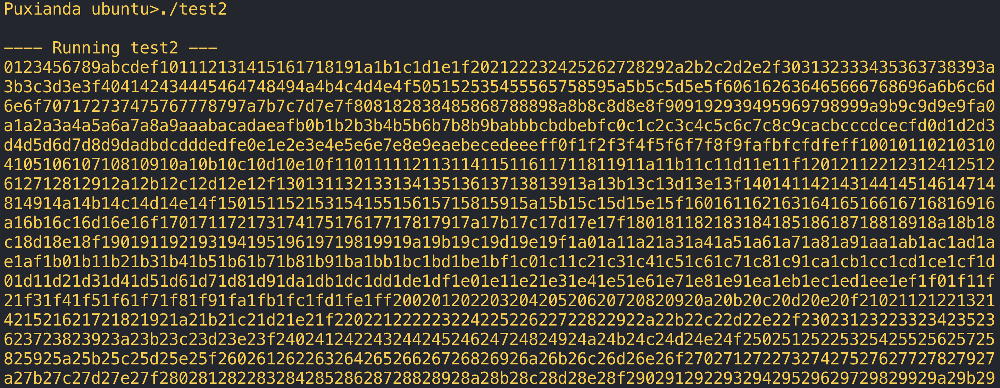 Puxianda ubuntu>./test2
---- Running test2 ---
0123456789abcdef101112131415161718191a1b1c1d1e1f202122232425262728292a2b2c2d2e2f303132333435363738393a
3b3c3d3e3f404142434445464748494a4b4c4d4e4f505152535455565758595a5b5c5d5e5f606162636465666768696a6b6c6d
6e6f707172737475767778797a7b7c7d7e7f808182838485868788898a8b8c8d8e8f909192939495969798999a9b9c9d9e9fa0
a1a2a3a4a5a6a7a8a9aaabacadaeafb0b1b2b3b4b5b6b7b8b9babbbcbdbebfc0c1c2c3c4c5c6c7c8c9cacbcccdcecfd0d1d2d3
d4d5d6d7d8d9dadbdcdddedfe0e1e2e3e4e5e6e7e8e9eaebecedeeeff0f1f2f3f4f5f6f7f8f9fafbfcfdfeff10010110210310
410510610710810910a10b10c10d10e10f11011111211311411511611711811911a11b11c11d11e11f12012112212312412512
612712812912a12b12c12d12e12f13013113213313413513613713813913a13b13c13d13e13f14014114214314414514614714
814914a14b14c14d14e14f15015115215315415515615715815915a15b15c15d15e15f16016116216316416516616716816916
a16b16c16d16e16f17017117217317417517617717817917a17b17c17d17e17f18018118218318418518618718818918a18b18
c18d18e18f19019119219319419519619719819919a19b19c19d19e19f1a01a11a21a31a41a51a61a71a81a91aa1ab1ac1ad1a
e1af1b01b11b21b31b41b51b61b71b81b91ba1bb1bc1bd1be1bf1c01c11c21c31c41c51c61c71c81c91ca1cb1cc1cd1ce1cf1d
01d11d21d31d41d51d61d71d81d91da1db1dc1dd1de1df1e01e11e21e31e41e51e61e71e81e91ea1eb1ec1ed1ee1ef1f01f11f
21f31f41f51f61f71f81f91fa1fb1fc1fd1fe1ff20020120220320420520620720820920a20b20c20d20e20f21021121221321
421521621721821921a21b21c21d21e21f22022122222322422522622722822922a22b22c22d22e22f23023123223323423523
623723823923a23b23c23d23e23f24024124224324424524624724824924a24b24c24d24e24f25025125225325425525625725
825925a25b25c25d25e25f26026126226326426526626726826926a26b26c26d26e26f27027127227327427527627727827927
a27b27c27d27e27f28028128228328428528628728828928a28b28c28d28e28f29029129229329429529629729829929a29b29